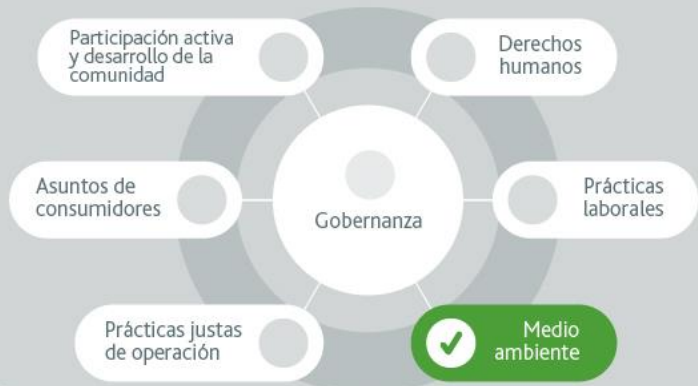 Participación activa
y desarrollo de la
comunidad
Derechos
humanos
Asuntos de
consumidores
Gobernanza
Prácticas
laborales
Prácticas justas
de operación
Medio
ambiente